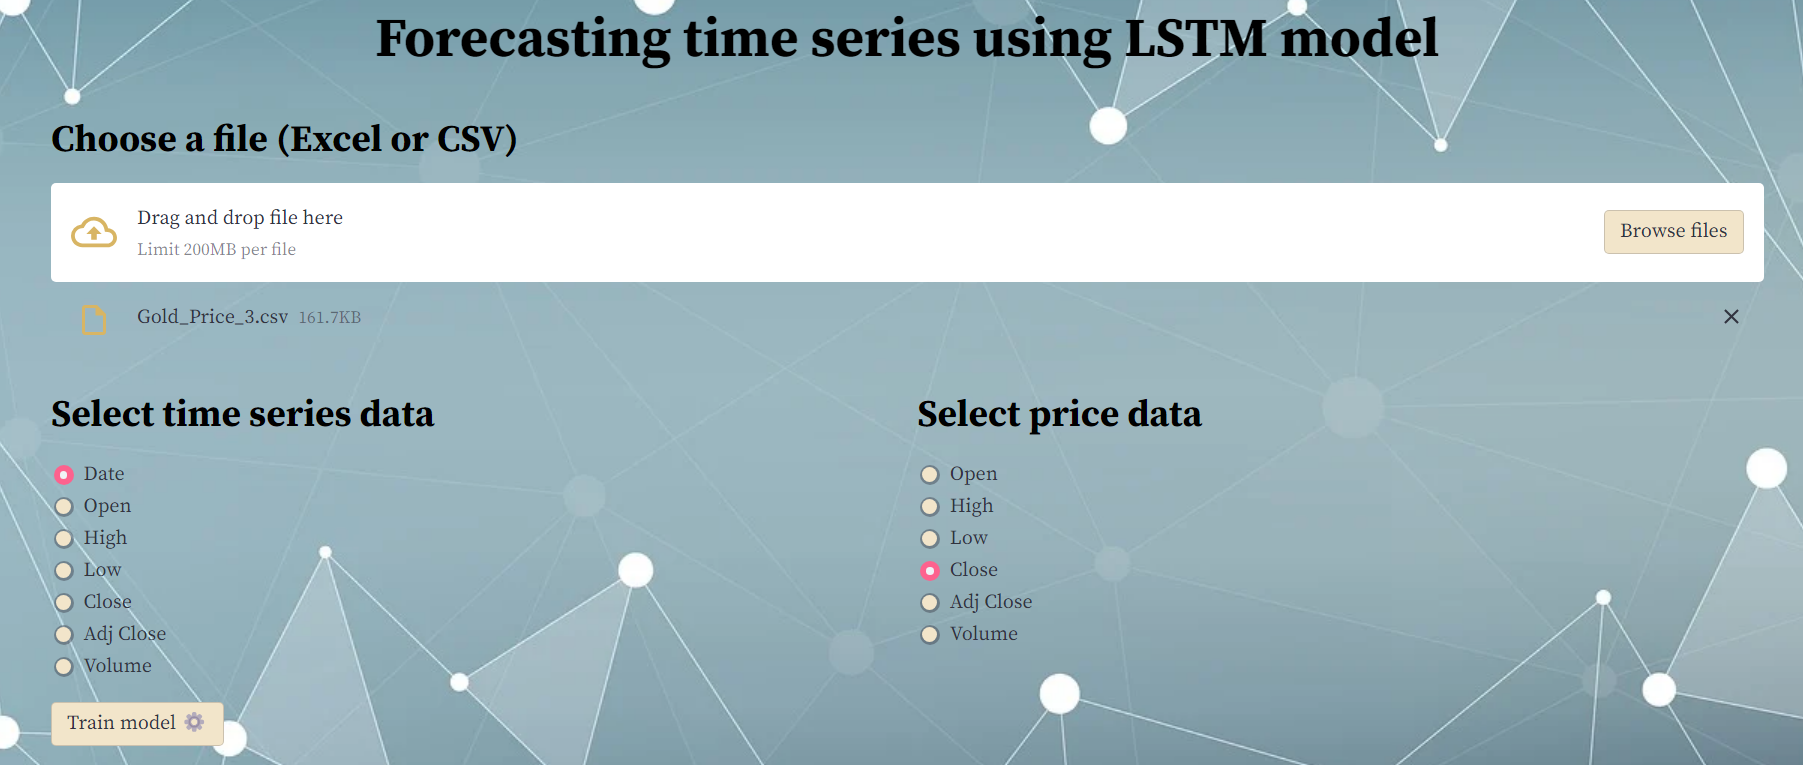 Forecasting time series using LSTM model
Choose a file (Excel or CSV)
Drag and drop file here
Limit 200MB per file
Browse files
Gold_Price_3.csv 161.7KB
Select time series data
Date
Open
High
Low
Close
Adj Close
Volume
Select price data
Open
High
Low
Close
Adj Close
Volume
Train model